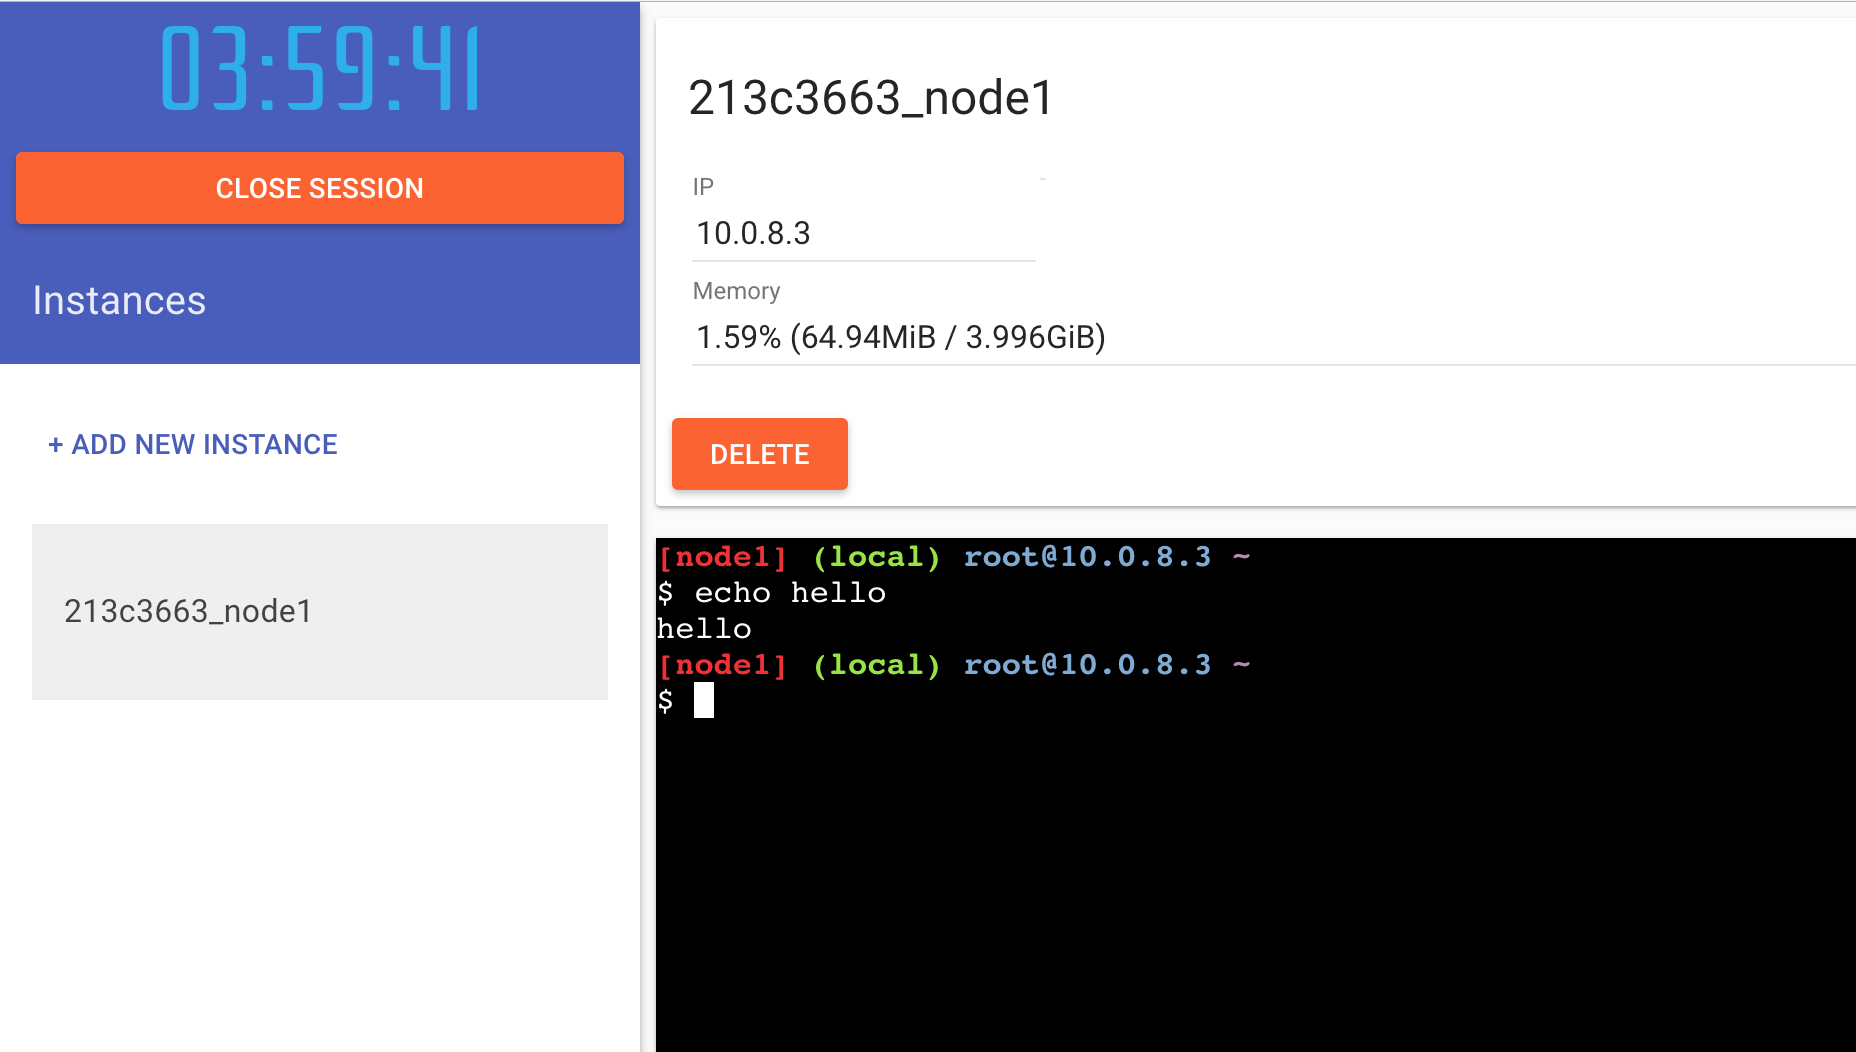 03:59:41
CLOSE SESSION
Instances
+ ADD NEW INSTANCE
213c3663_node1
213c3663_node1
IP
10.0.8.3
Memory
1.59% (64.94MiB / 3.996GiB)
DELETE
[node1] (local) root@10.0.8.3 ~
$ echo hello
hello
[node1] (local) root@10.0.8.3 ~
$